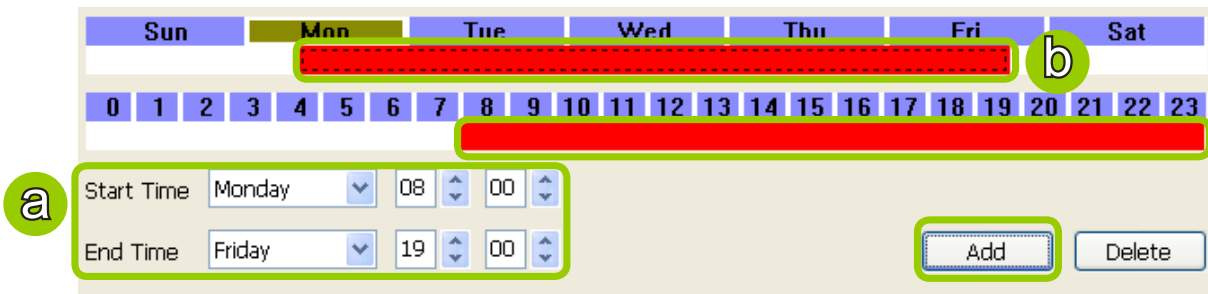 Sun Mon Tue Wed Thu Fri Sat
b
0 1 2 3 4 5 6 7 8 9 10 11 12 13 14 15 16 17 18 19 20 21 22 23
a
Start Time Monday 08 00
End Time Friday 19 00 Add Delete